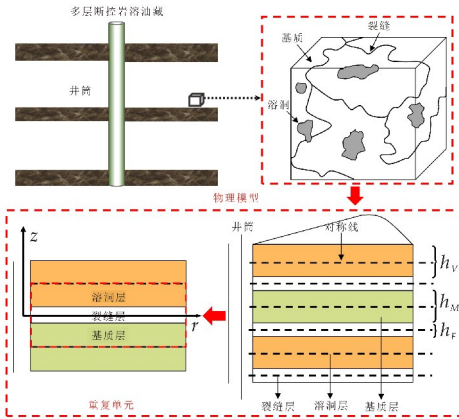 多层断控岩溶油藏
井筒
基质
裂缝
溶洞
物理模型
井筒
对称线
z
r
溶洞层
裂缝层
基质层
h_V
h_M
h_F
裂缝层
溶洞层
基质层
重复单元